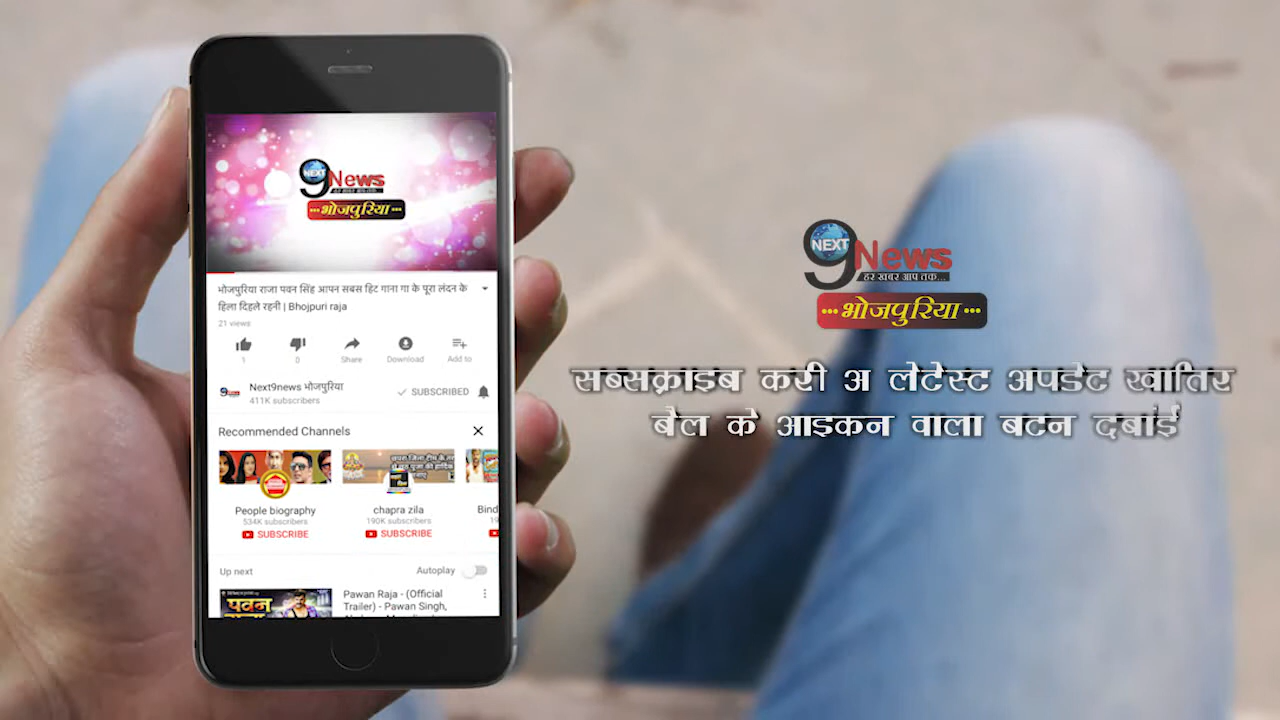 NEXT
9 News
हर खबर आप तक...
••• भोजपुरिया •••
भोजपुरिया राजा पवन सिंह आपन सबस हिट गाना गा के पूरा लंदन के
हिला दिहले रहनी | Bhojpuri raja
21 views
1
0
Share
Download
Add to
Next9news भोजपुरिया
411K subscribers
SUBSCRIBED
Recommended Channels
People biography
534K subscribers
SUBSCRIBE
chapra zila
190K subscribers
SUBSCRIBE
Bind
19
Up next
Autoplay
पवन
Pawan Raja - (Official
Trailer) - Pawan Singh,
NEXT
9 News
हर खबर आप तक...
••• भोजपुरिया •••
सब्सक्राइब करी अ लेटेस्ट अपडेट खातिर
बैल के आइकन वाला बटन दबाईं